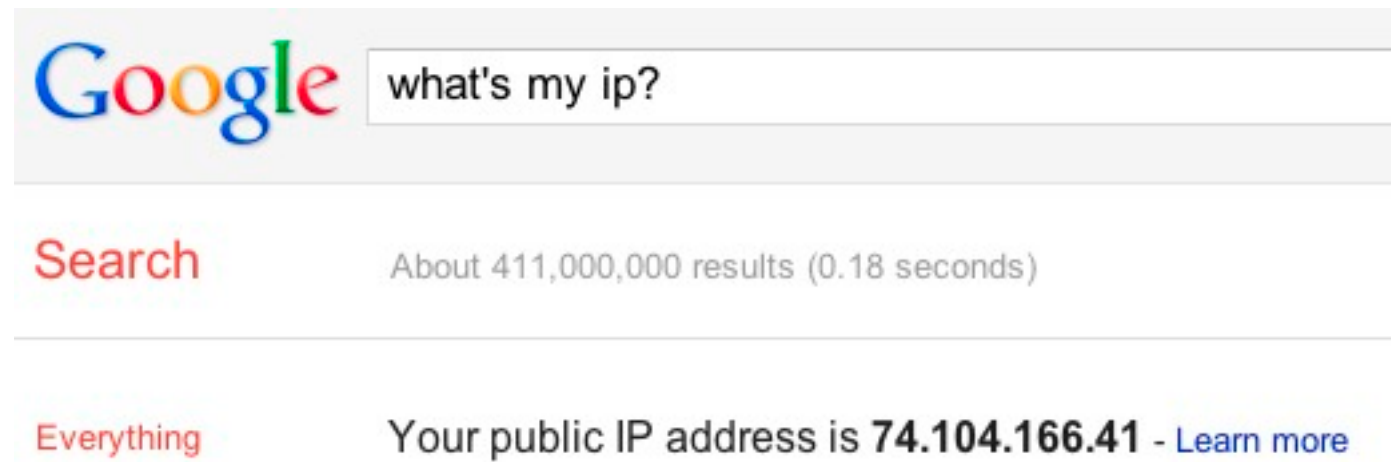 Google what's my ip?
Search About 411,000,000 results (0.18 seconds)
Everything Your public IP address is 74.104.166.41 - Learn more